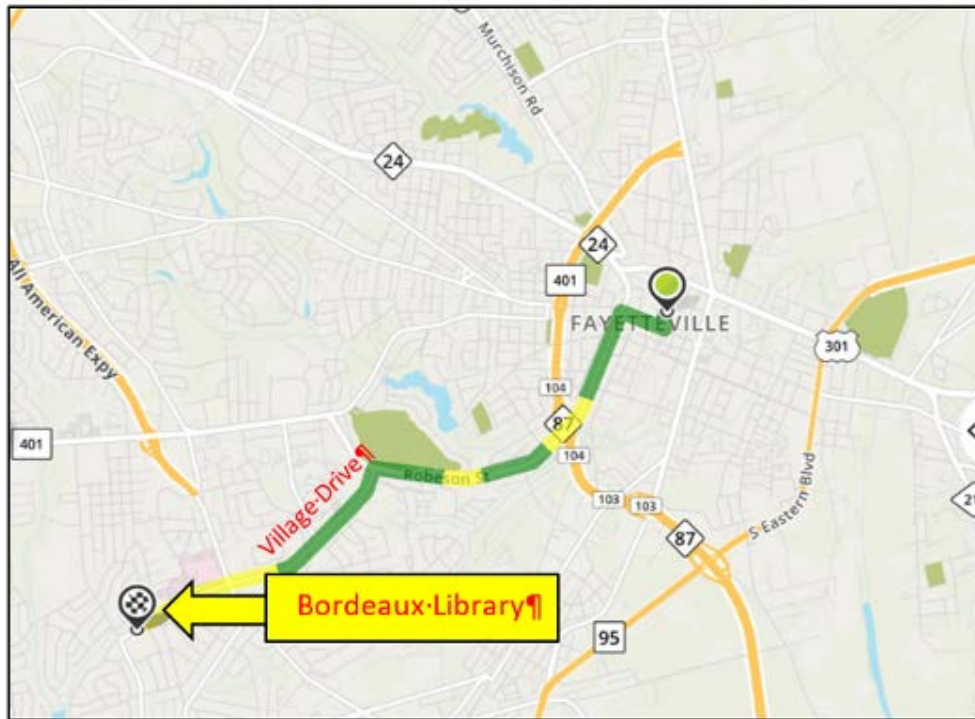 Murchison Rd
24
24
401
FAYETTEVILLE
301
All American Expy
104
87
401
104
Village·Drive¶
Robeson St
103
103
S Eastern Blvd
87
Bordeaux·Library¶
95